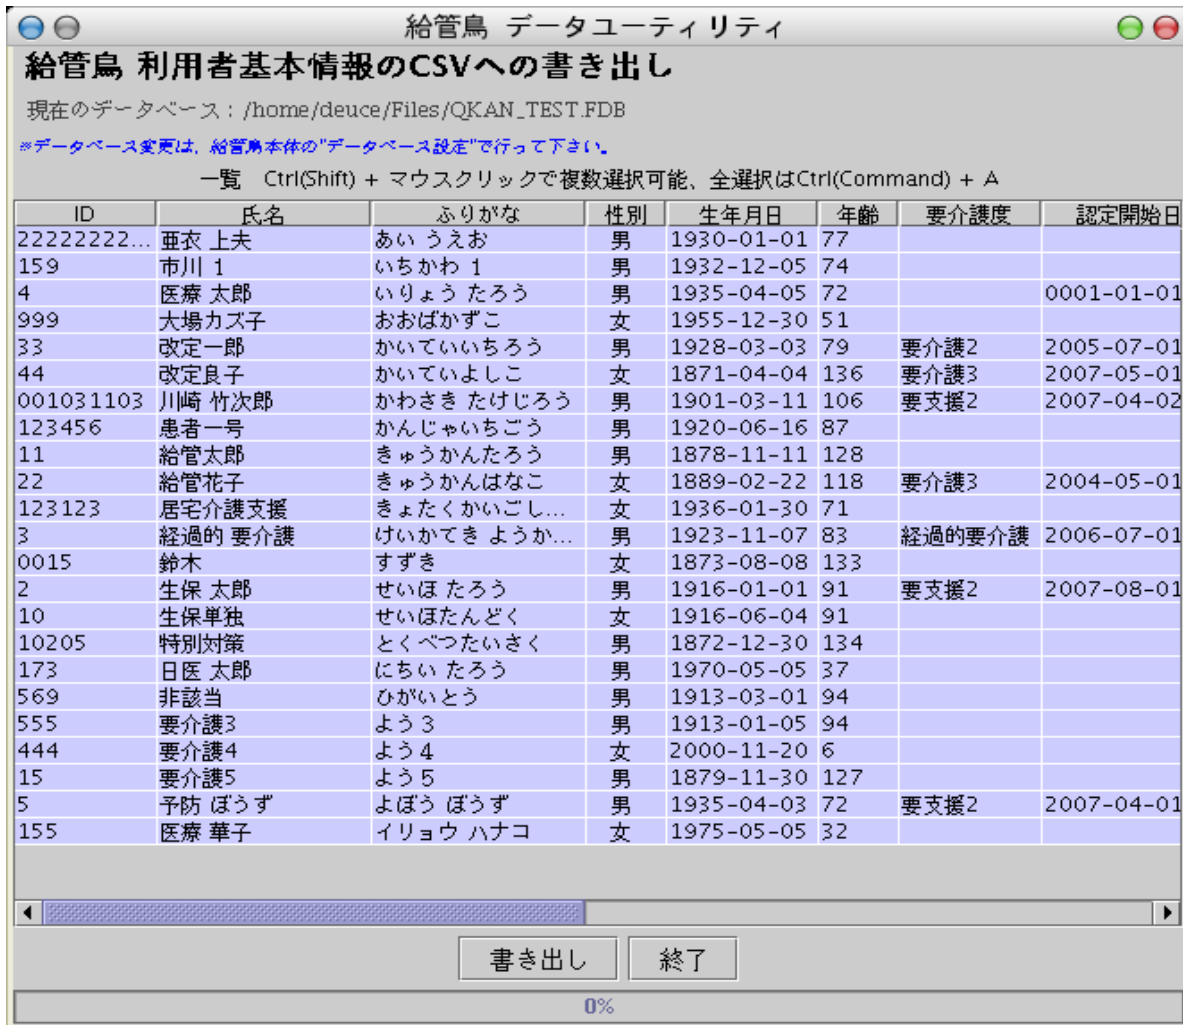 給管鳥 データユーティリティ
給管鳥 利用者基本情報のCSVへの書き出し
現在のデータベース：/home/deuce/Files/QKAN_TEST.FDB
※データベース変更は、給管鳥本体の"データベース設定"で行って下さい。
一覧 Ctrl(Shift) + マウスクリックで複数選択可能、全選択はCtrl(Command) + A
ID 氏名 ふりがな 性別 生年月日 年齢 要介護度 認定開始日
22222222... 亜衣 上夫 あい うえお 男 1930-01-01 77
159 市川 1 いちかわ 1 男 1932-12-05 74
4 医療 太郎 いりょう たろう 男 1935-04-05 72 0001-01-01
999 大場カズ子 おおばかずこ 女 1955-12-30 51
33 改定一郎 かいていいちろう 男 1928-03-03 79 要介護2 2005-07-01
44 改定良子 かいていよしこ 女 1871-04-04 136 要介護3 2007-05-01
001031103 川崎 竹次郎 かわさき たけじろう 男 1901-03-11 106 要支援2 2007-04-02
123456 患者一号 かんじゃいちごう 男 1920-06-16 87
11 給管太郎 きゅうかんたろう 男 1878-11-11 128
22 給管花子 きゅうかんはなこ 女 1889-02-22 118 要介護3 2004-05-01
123123 居宅介護支援 きょたくかいごし... 女 1936-01-30 71
3 経過的 要介護 けいかてき ようか... 男 1923-11-07 83 経過的要介護 2006-07-01
0015 鈴木 すずき 女 1873-08-08 133
2 生保 太郎 せいほ たろう 男 1916-01-01 91 要支援2 2007-08-01
10 生保単独 せいほたんどく 女 1916-06-04 91
10205 特別対策 とくべつたいさく 男 1872-12-30 134
173 日医 太郎 にちい たろう 男 1970-05-05 37
569 非該当 ひがいとう 男 1913-03-01 94
555 要介護3 よう３ 男 1913-01-05 94
444 要介護4 よう４ 女 2000-11-20 6
15 要介護5 よう５ 男 1879-11-30 127
5 予防 ぼうず よぼう ぼうず 男 1935-04-03 72 要支援2 2007-04-01
155 医療 華子 イリョウ ハナコ 女 1975-05-05 32
書き出し 終了
0%